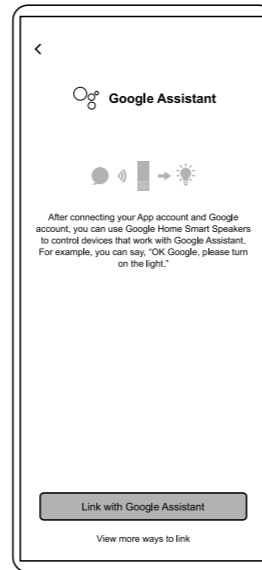 Google Assistant
After connecting your App account and Google
account, you can use Google Home Smart Speakers
to control devices that work with Google Assistant.
For example, you can say, “OK Google, please turn
on the light.”
Link with Google Assistant
View more ways to link